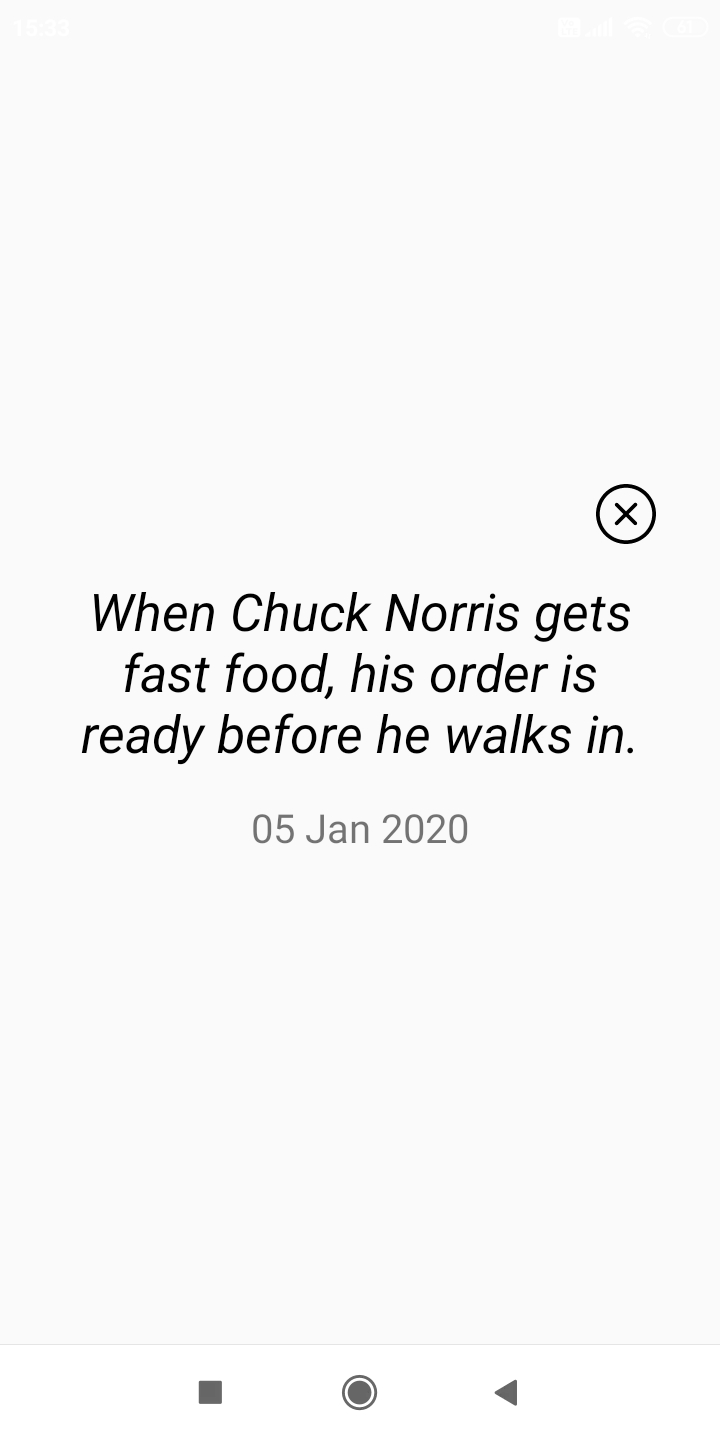 15:33
61
When Chuck Norris gets
fast food, his order is
ready before he walks in.
05 Jan 2020